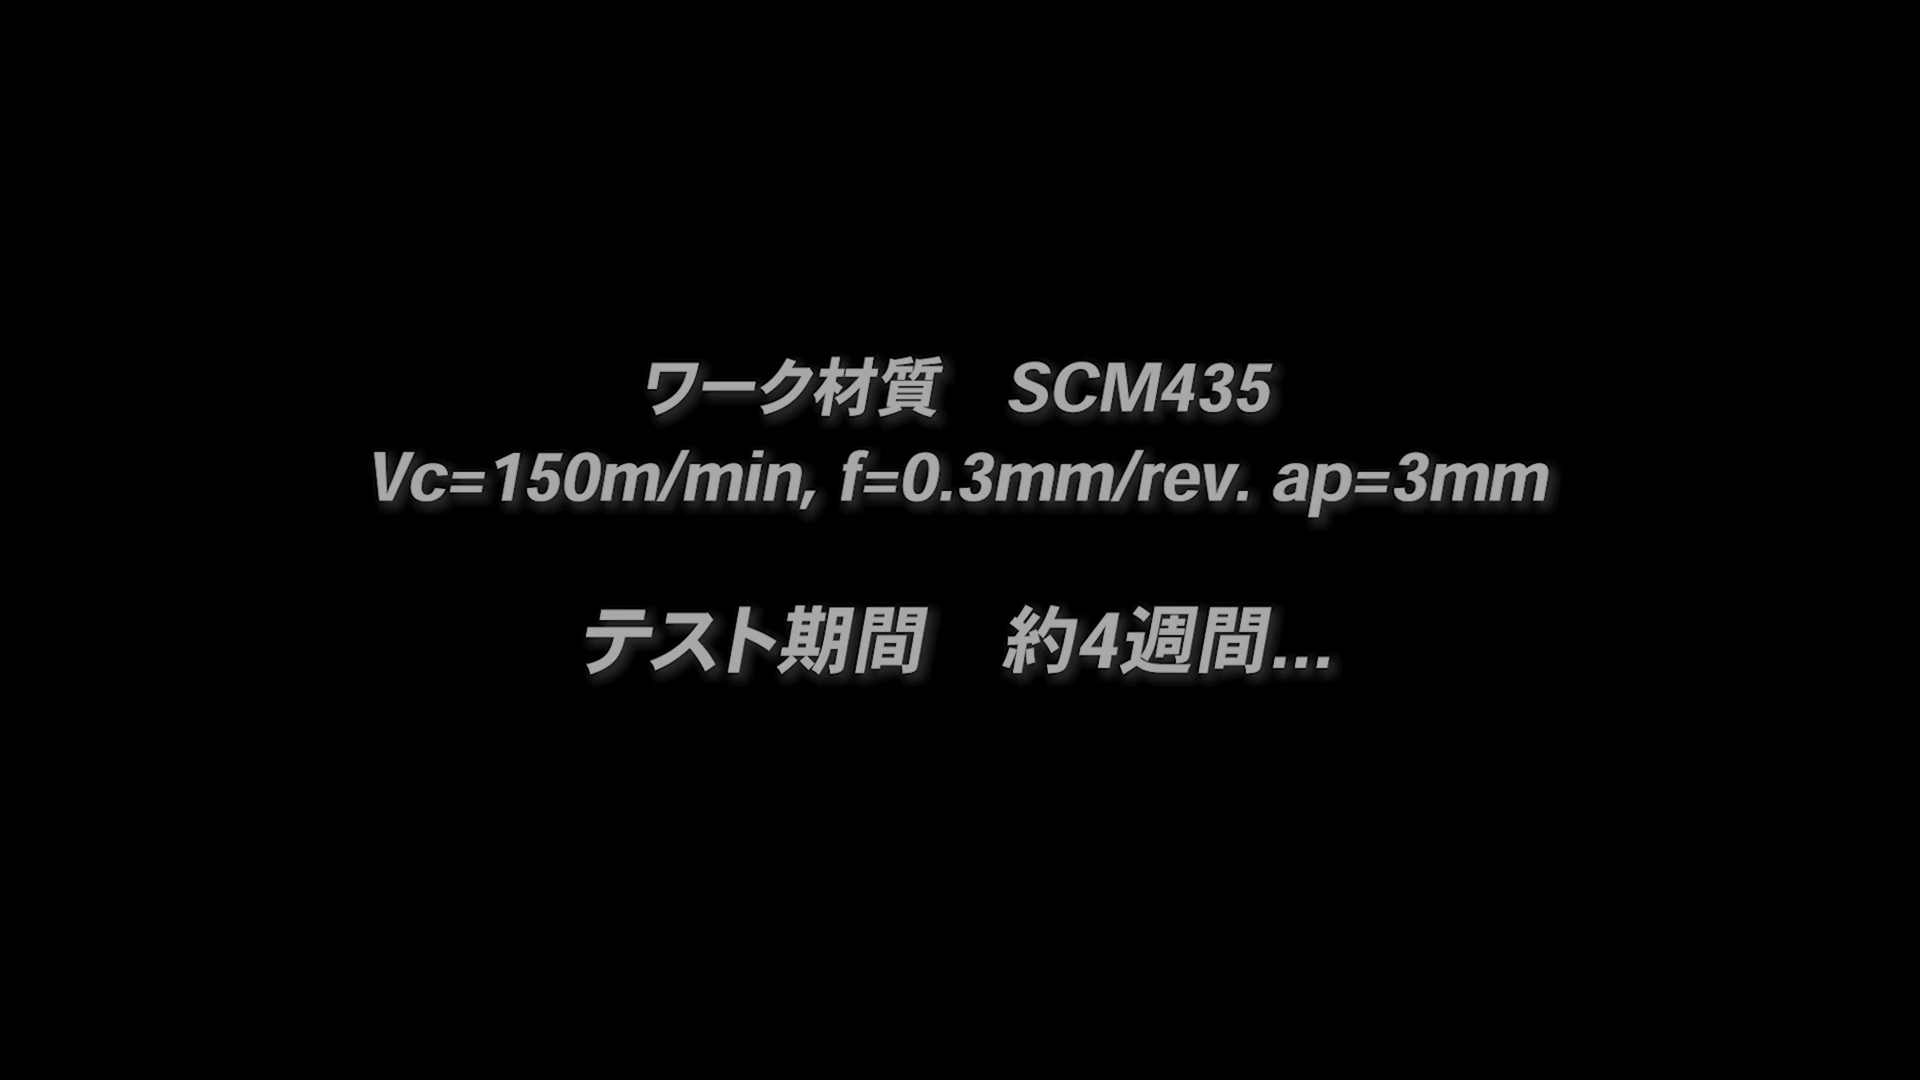 ワーク材質　SCM435
Vc=150m/min, f=0.3mm/rev. ap=3mm
テスト期間　約4週間...